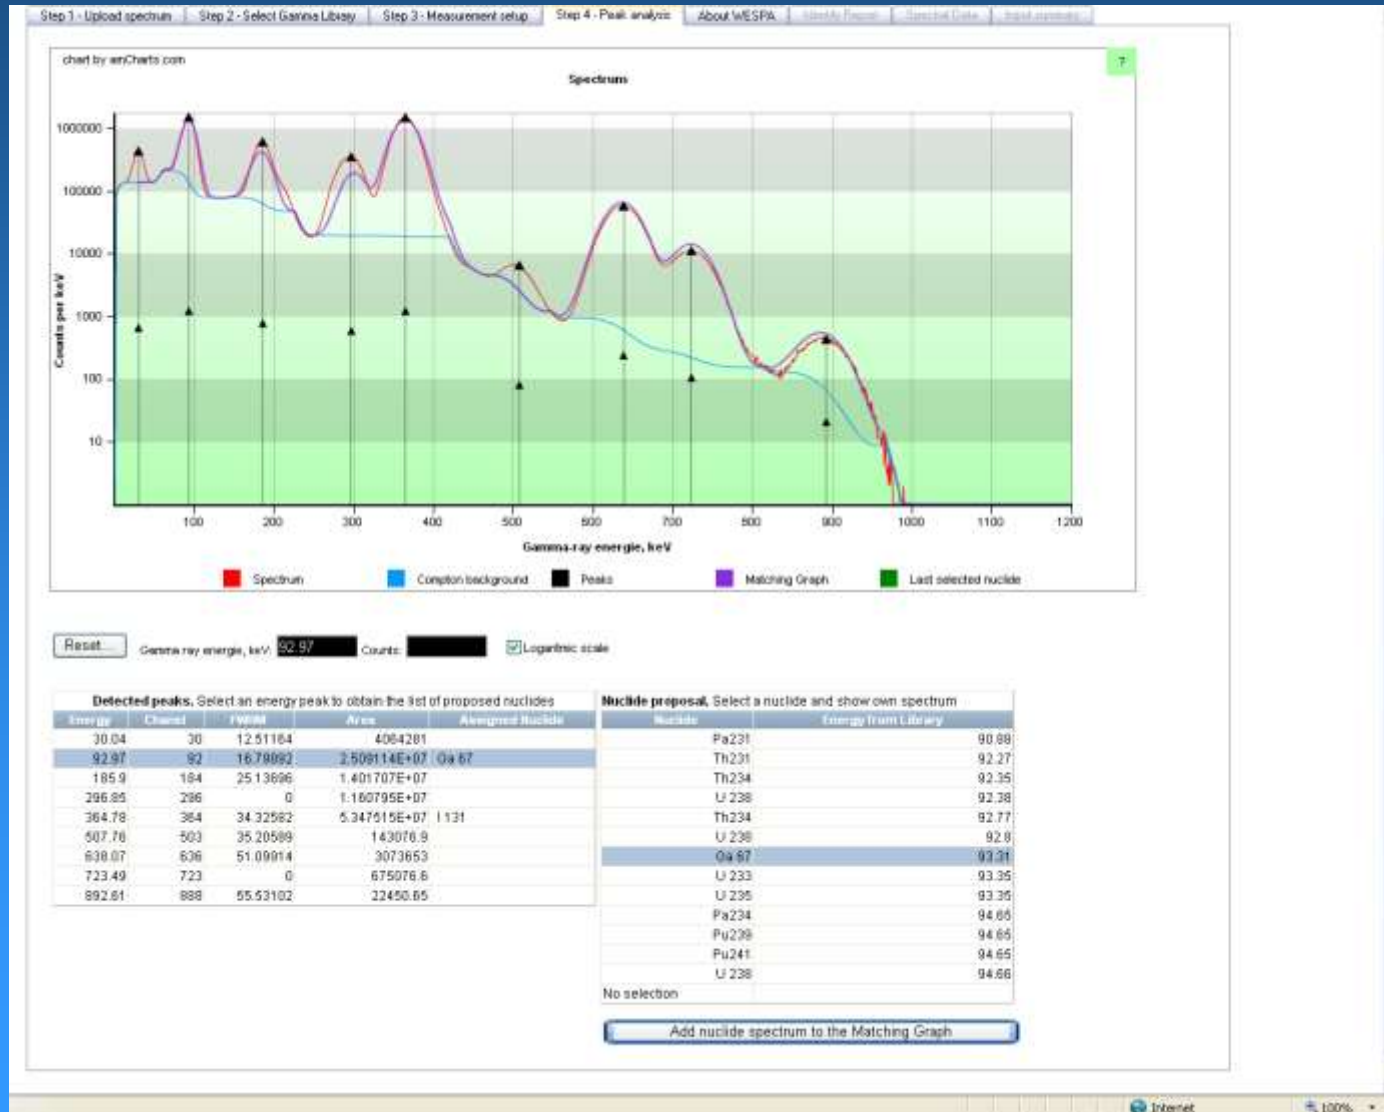 Step 1 - Upload spectrum Step 2 - Select Gamma Library Step 3 - Measurement setup Step 4 - Peak analysis About WESPA Identify Report Spectral Data Input summary
chart by amCharts.com
?
Spectrum
1000000
100000
10000
1000
100
10
Counts per keV
100 200 300 400 500 600 700 800 900 1000 1100 1200
Gamma-ray energie, keV
Spectrum Compton background Peaks Matching Graph Last selected nuclide
Reset... Gamma ray energie, keV: 92.97 Counts: Logaritmic scale
Detected peaks. Select an energy peak to obtain the list of proposed nuclides
Energy Chanel FWHM Area Assigned Nuclide
30.04 30 12.51164 4064281
92.97 92 16.79892 2.509114E+07 Ga 67
185.9 184 25.13696 1.401707E+07
296.85 296 0 1.160795E+07
364.78 364 34.32582 5.347515E+07 I 131
507.76 503 35.20589 143076.9
638.07 636 51.09914 3073653
723.49 723 0 675076.6
892.61 888 55.53102 22450.65
Nuclide proposal. Select a nuclide and show own spectrum
Nuclide Energy from Library
Pa231 90.88
Th231 92.27
Th234 92.35
U 238 92.38
Th234 92.77
U 238 92.8
Ga 67 93.31
U 233 93.35
U 235 93.35
Pa234 94.65
Pu239 94.65
Pu241 94.65
U 238 94.66
No selection
Add nuclide spectrum to the Matching Graph
Internet 100%